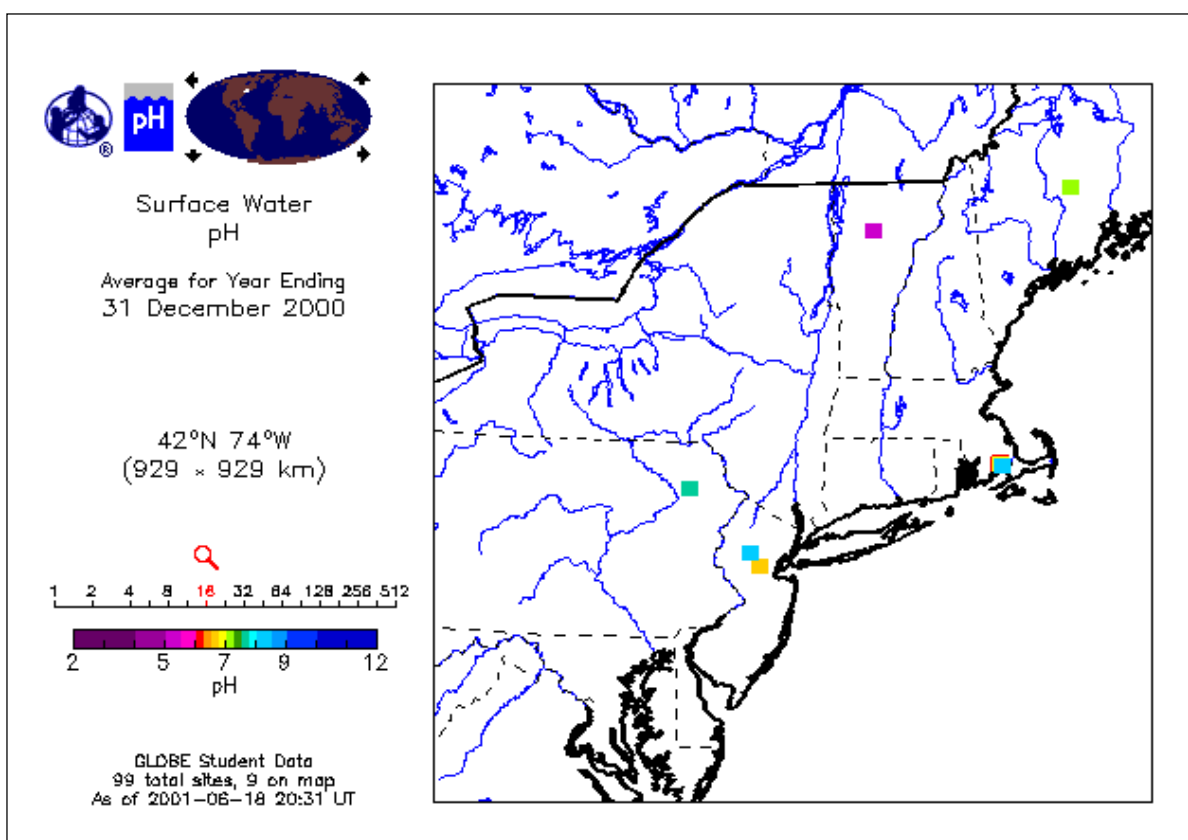 pH
®
Surface Water
pH
Average for Year Ending
31 December 2000
42°N 74°W
(929 × 929 km)
1 2 4 8 16 32 64 128 256 512
2 5 7 9 12
pH
GLOBE Student Data
99 total sites, 9 on map
As of 2001-06-18 20:31 UT